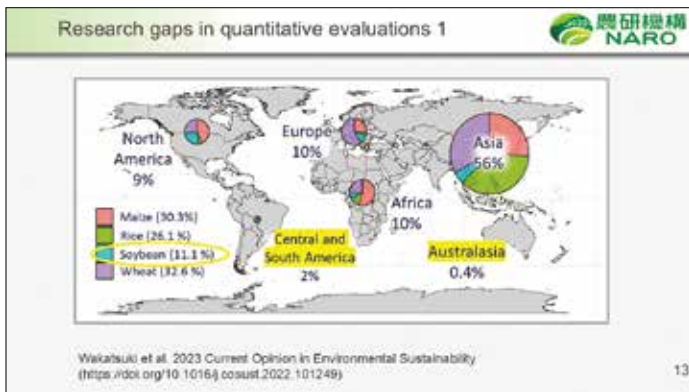 Research gaps in quantitative evaluations 1
農研機構
NARO
North
America
9%
Europe
10%
Asia
56%
Africa
10%
Maize (30.3%)
Rice (26.1 %)
Soybean (11.1 %)
Wheat (32.6 %)
Central and
South America
2%
Australasia
0.4%
Wakatsuki et al. 2023 Current Opinion in Environmental Sustainability
(https://doi.org/10.1016/j.cosust.2022.101249)
13